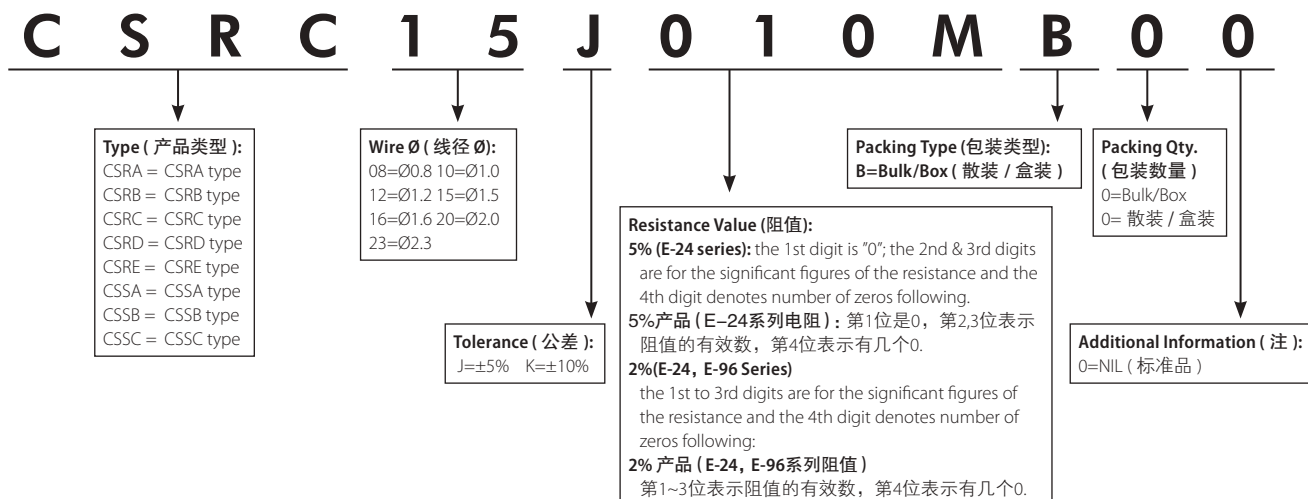 C S R C 1 5 J 0 1 0 M B 0 0
Type ( 产品类型 ):
CSRA = CSRA type
CSRB = CSRB type
CSRC = CSRC type
CSRD = CSRD type
CSRE = CSRE type
CSSA = CSSA type
CSSB = CSSB type
CSSC = CSSC type
Wire Ø ( 线径 Ø):
08=Ø0.8 10=Ø1.0
12=Ø1.2 15=Ø1.5
16=Ø1.6 20=Ø2.0
23=Ø2.3
Tolerance ( 公差 ):
J=±5% K=±10%
Resistance Value (阻值):
5% (E-24 series): the 1st digit is "0"; the 2nd & 3rd digits
are for the significant figures of the resistance and the
4th digit denotes number of zeros following.
5%产品 ( E–24系列电阻 ) : 第1位是0，第2,3位表示
阻值的有效数，第4位表示有几个0.
2%(E-24, E-96 Series)
the 1st to 3rd digits are for the significant figures of
the resistance and the 4th digit denotes number of
zeros following:
2% 产品 ( E-24, E-96系列阻值 )
第1~3位表示阻值的有效数，第4位表示有几个0.
Packing Type (包装类型):
B=Bulk/Box ( 散装 / 盒装 )
Packing Qty.
( 包装数量 )
0=Bulk/Box
0= 散装 / 盒装
Additional Information ( 注 ):
0=NIL ( 标准品 )